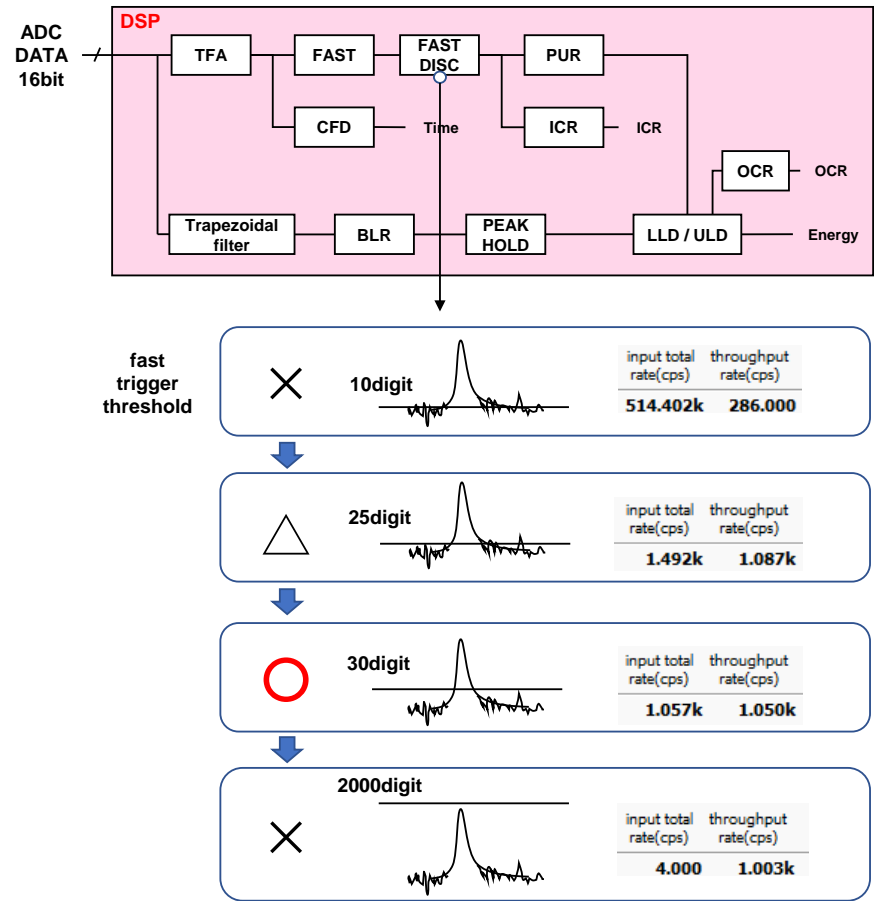 DSP
ADC
DATA
16bit
TFA
FAST
FAST
DISC
PUR
CFD
Time
ICR
ICR
OCR
OCR
Trapezoidal
filter
BLR
PEAK
HOLD
LLD / ULD
Energy
fast
trigger
threshold
10digit
input total throughput
rate(cps) rate(cps)
514.402k 286.000
25digit
input total throughput
rate(cps) rate(cps)
1.492k 1.087k
30digit
input total throughput
rate(cps) rate(cps)
1.057k 1.050k
2000digit
input total throughput
rate(cps) rate(cps)
4.000 1.003k